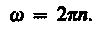 ω = 2πn.